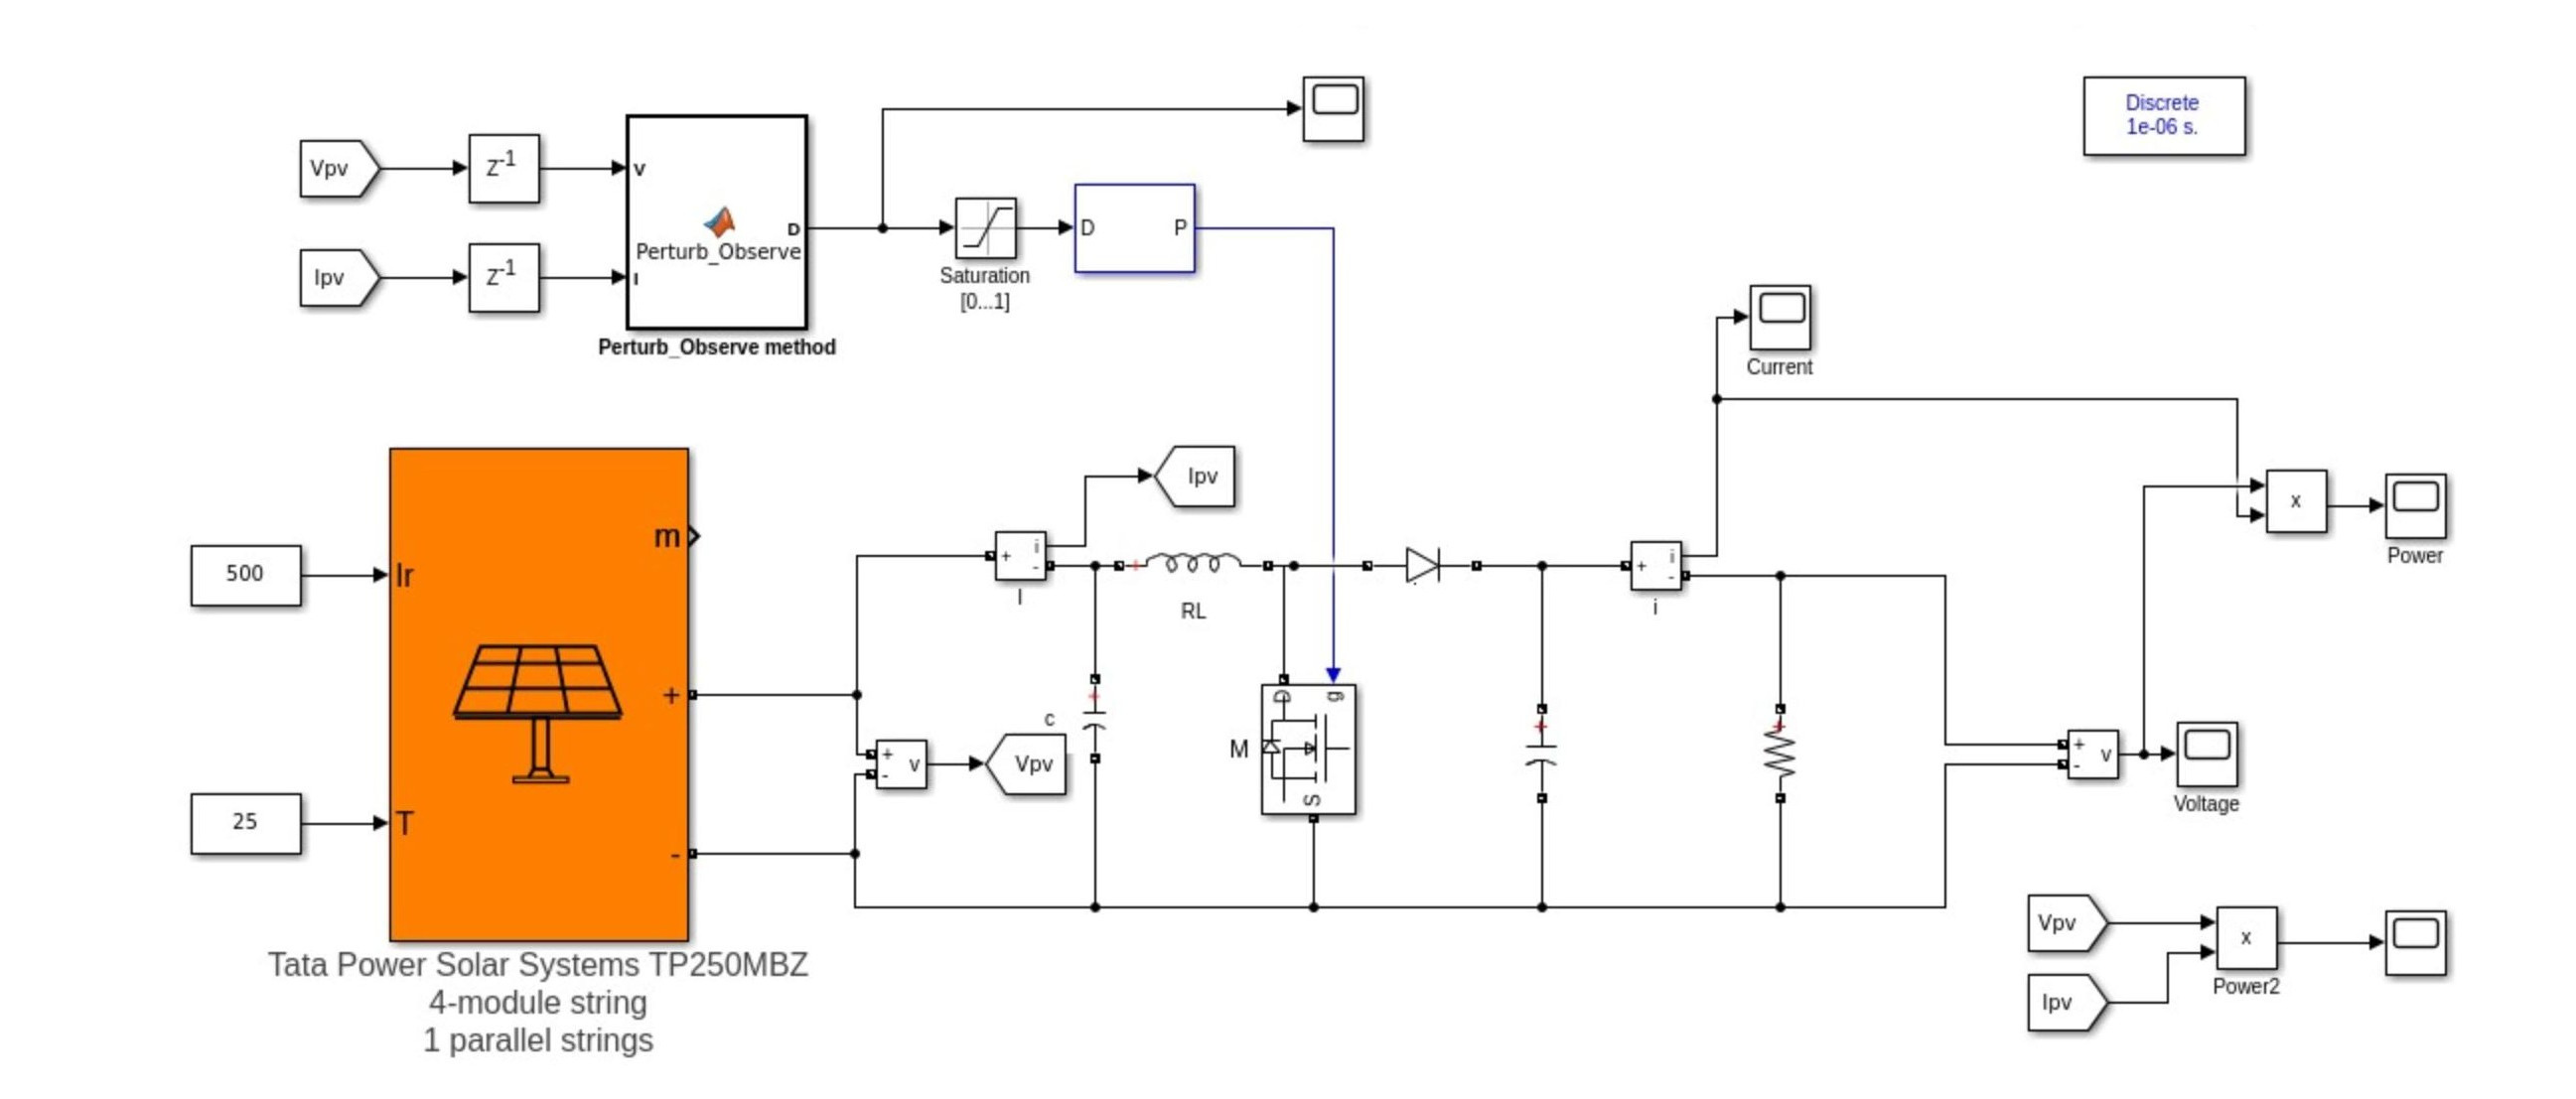 Discrete
1e-06 s.
Vpv
Z-1
v
Ipv
Z-1
I
D
Perturb_Observe
Perturb_Observe method
Saturation
[0...1]
D
P
Current
Ipv
500
Ir
m
+
i
-
I
+
RL
+
i
-
i
x
Power
+
-
25
T
c
+
-
v
Vpv
+
M
D
g
S
+
+
+
-
v
Voltage
Vpv
Ipv
x
Power2
Tata Power Solar Systems TP250MBZ
4-module string
1 parallel strings